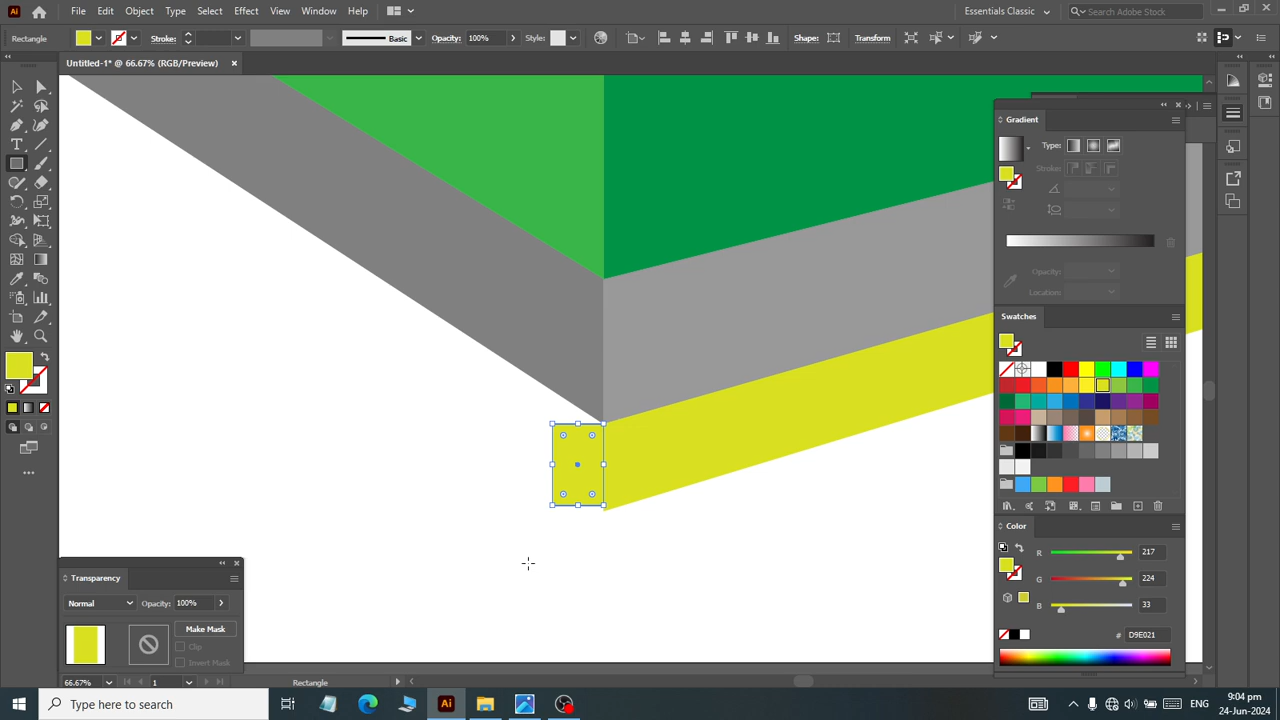 Ai File Edit Object Type Select Effect View Window Help Essentials Classic Search Adobe Stock
Rectangle Stroke: Basic Opacity: 100% Style: Shape: Transform
Untitled-1* @ 66.67% (RGB/Preview)
Gradient
Type:
Strokes:
Opacity:
Location:
Swatches
Color
R 217
G 224
B 33
# D9E021
Transparency
Normal Opacity: 100%
Make Mask
Clip
Invert Mask
66.67% 1 Rectangle
Type here to search
Ai
ENG
9:04 pm
24-Jun-2024